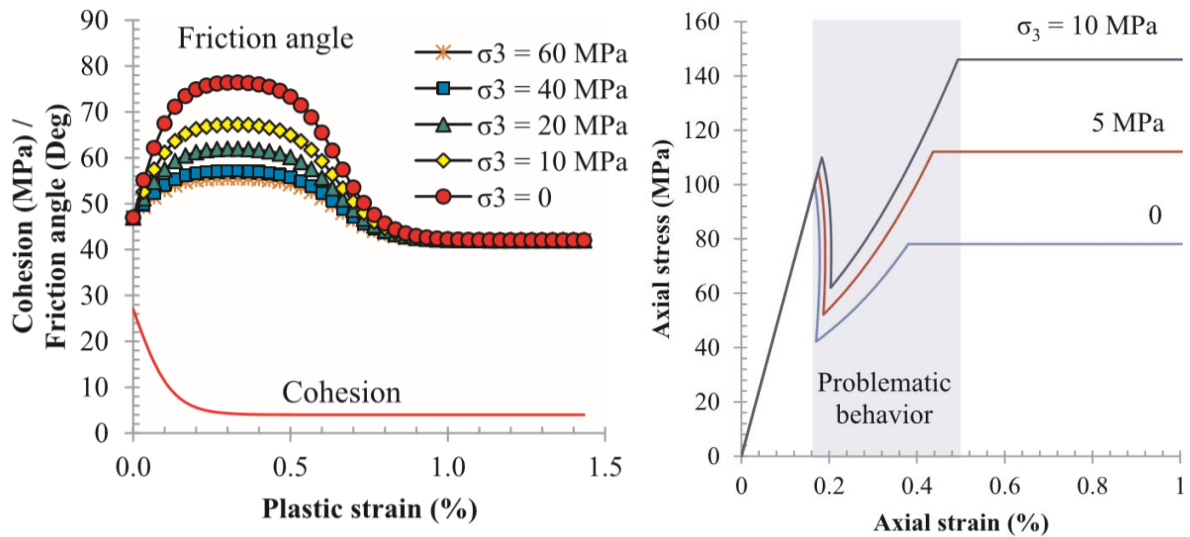 90
80
70
60
50
40
30
20
10
0
Cohesion (MPa) /
Friction angle (Deg)
Friction angle
σ3 = 60 MPa
σ3 = 40 MPa
σ3 = 20 MPa
σ3 = 10 MPa
σ3 = 0
Cohesion
0.0 0.5 1.0 1.5
Plastic strain (%)
160
140
120
100
80
60
40
20
0
Axial stress (MPa)
σ3 = 10 MPa
5 MPa
0
Problematic
behavior
0 0.2 0.4 0.6 0.8 1
Axial strain (%)